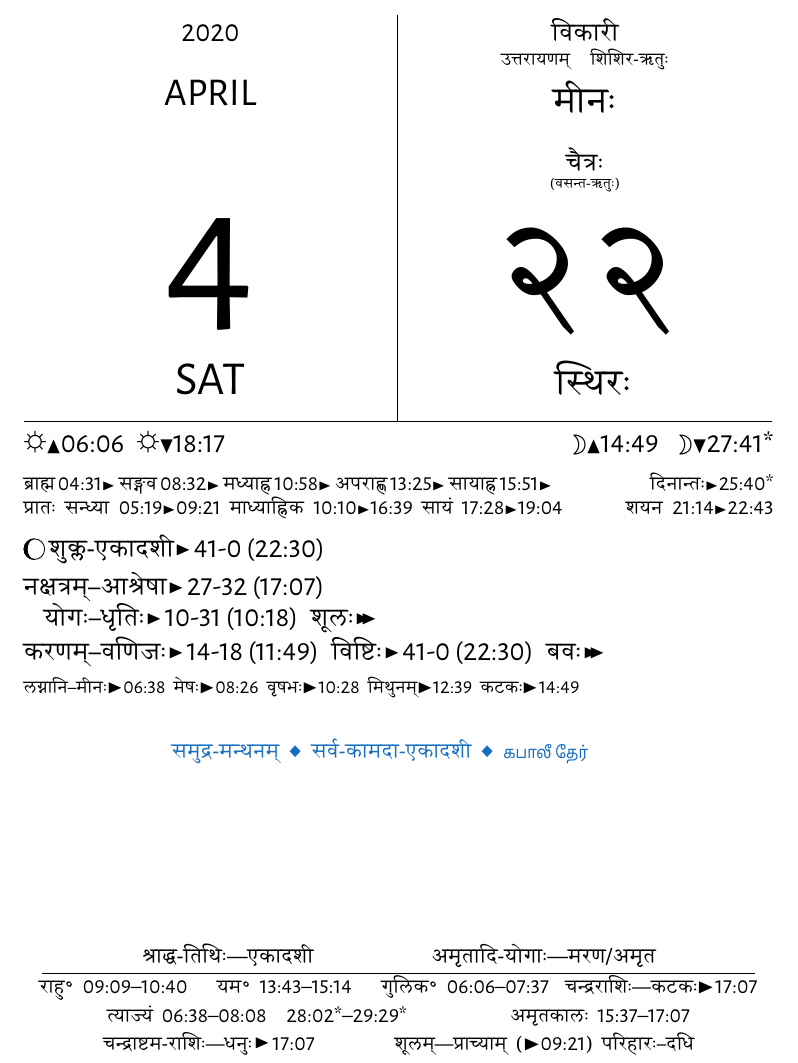 2020
APRIL
4
SAT
विकारी
उत्तरायणम् शिशिर-ऋतुः
मीनः
चैत्रः
(वसन्त-ऋतुः)
२२
स्थिरः
☼▲06:06 ☼▼18:17 ☽▲14:49 ☽▼27:41*
ब्राह्म 04:31► सङ्गव 08:32► मध्याह्न 10:58► अपराह्ण 13:25► सायाह्न 15:51► दिनान्तः►25:40*
प्रातः सन्ध्या 05:19►09:21 माध्याह्निक 10:10►16:39 सायं 17:28►19:04 शयन 21:14►22:43
शुक्ल-एकादशी►41-0 (22:30)
नक्षत्रम्–आश्रेषा►27-32 (17:07)
योगः–धृतिः►10-31 (10:18) शूलः►►
करणम्–वणिजः►14-18 (11:49) विष्टिः►41-0 (22:30) बवः►►
लग्नानि–मीनः►06:38 मेषः►08:26 वृषभः►10:28 मिथुनम्►12:39 कटकः►14:49
समुद्र-मन्थनम् ◆ सर्व-कामदा-एकादशी ◆ கபாலீ தேர்
श्राद्ध-तिथिः—एकादशी अमृतादि-योगाः—मरण/अमृत
राहु॰ 09:09–10:40 यम॰ 13:43–15:14 गुलिक॰ 06:06–07:37 चन्द्रराशिः—कटकः►17:07
त्याज्यं 06:38–08:08 28:02*–29:29* अमृतकालः 15:37–17:07
चन्द्राष्टम-राशिः—धनुः►17:07 शूलम्—प्राच्याम् (►09:21) परिहारः–दधि